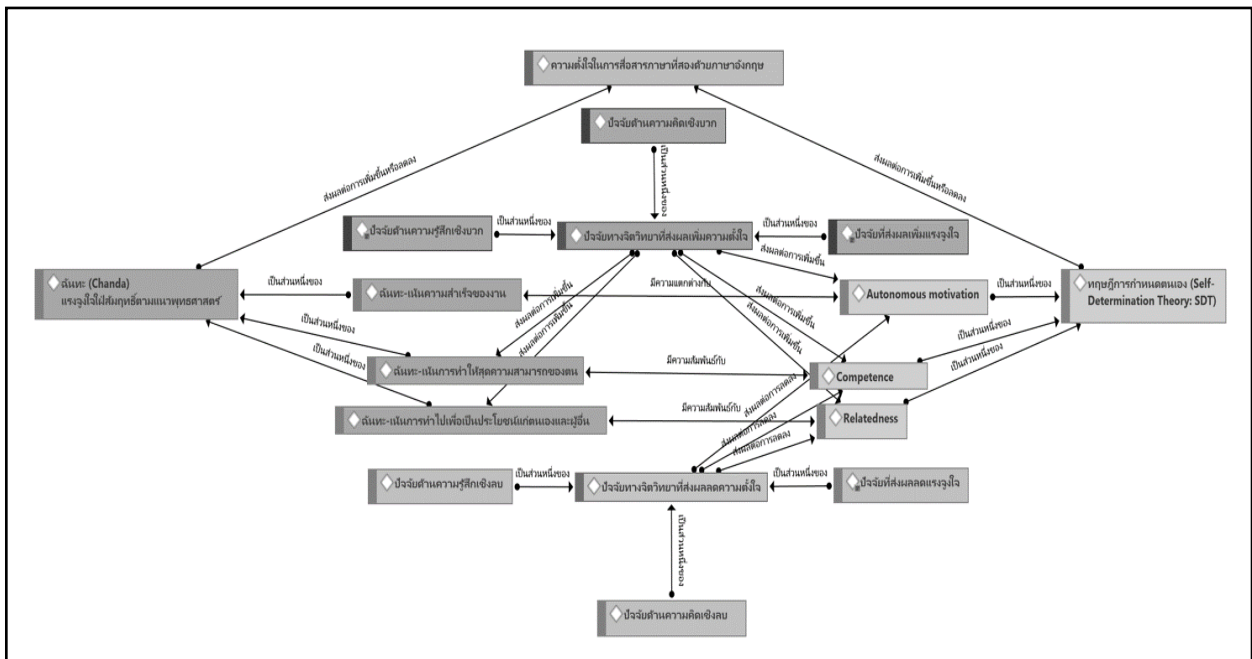 ความตั้งใจในการสื่อสารภาษาที่สองด้วยภาษาอังกฤษ
ปัจจัยด้านความคิดเชิงบวก
ส่งผลต่อการเพิ่มขึ้นหรือลดลง
ส่งผลต่อการเพิ่มขึ้นหรือลดลง
เป็นส่วนหนึ่งของ
ปัจจัยด้านความรู้สึกเชิงบวก
เป็นส่วนหนึ่งของ
ปัจจัยทางจิตวิทยาที่ส่งผลเพิ่มความตั้งใจ
เป็นส่วนหนึ่งของ
ปัจจัยที่ส่งผลเพิ่มแรงจูงใจ
ส่งผลต่อการเพิ่มขึ้น
ฉันทะ (Chanda)
แรงจูงใจใฝ่สัมฤทธิ์ตามแนวพุทธศาสตร์
เป็นส่วนหนึ่งของ
ฉันทะ-เน้นความสำเร็จของงาน
มีความแตกต่างกับ
Autonomous motivation
เป็นส่วนหนึ่งของ
ทฤษฎีการกำหนดตนเอง (Self-
Determination Theory: SDT)
ส่งผลต่อการเพิ่มขึ้น
ส่งผลต่อการเพิ่มขึ้น
ส่งผลต่อการเพิ่มขึ้น
ส่งผลต่อการเพิ่มขึ้น
เป็นส่วนหนึ่งของ
เป็นส่วนหนึ่งของ
ฉันทะ-เน้นการทำให้สุดความสามารถของตน
มีความสัมพันธ์กับ
Competence
เป็นส่วนหนึ่งของ
เป็นส่วนหนึ่งของ
ฉันทะ-เน้นการทำไปเพื่อเป็นประโยชน์แก่ตนเองและผู้อื่น
มีความสัมพันธ์กับ
Relatedness
ส่งผลต่อการลดลง
ส่งผลต่อการลดลง
ส่งผลต่อการลดลง
ปัจจัยด้านความรู้สึกเชิงลบ
เป็นส่วนหนึ่งของ
ปัจจัยทางจิตวิทยาที่ส่งผลลดความตั้งใจ
เป็นส่วนหนึ่งของ
ปัจจัยที่ส่งผลลดแรงจูงใจ
เป็นส่วนหนึ่งของ
ปัจจัยด้านความคิดเชิงลบ